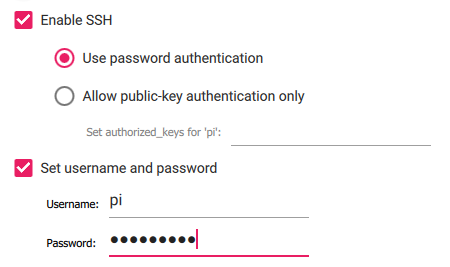 Enable SSH
Use password authentication
Allow public-key authentication only
Set authorized_keys for 'pi':
Set username and password
Username: pi
Password: •••••••••